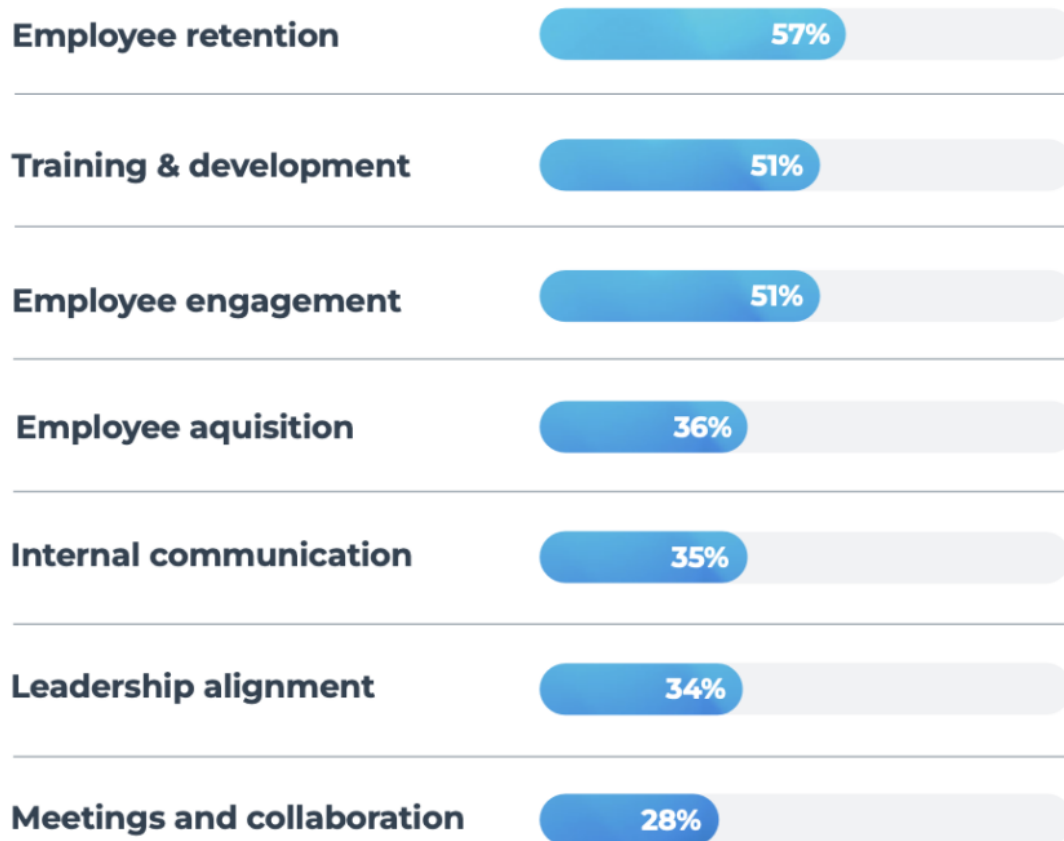 Employee retention 57%
Training & development 51%
Employee engagement 51%
Employee aquisition 36%
Internal communication 35%
Leadership alignment 34%
Meetings and collaboration 28%